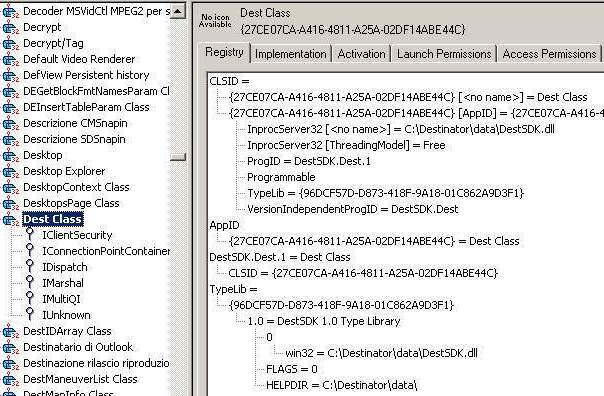 Decoder MSVidCtl MPEG2 per s
Decrypt
Decrypt/Tag
Default Video Renderer
DefView Persistent history
DEGetBlockFmtNamesParam Cl
DEInsertTableParam Class
Descrizione CMSnapin
Descrizione SDSnapin
Desktop
Desktop Explorer
DesktopContext Class
DesktopsPage Class
Dest Class
IClientSecurity
IConnectionPointContainer
IDispatch
IMarshal
IMultiQI
IUnknown
DestIDArray Class
Destinatario di Outlook
Destinazione rilascio riproduzio
DestManeuverList Class
DestMapInfo Class
No icon
Available
Dest Class
{27CE07CA-A416-4811-A25A-02DF14ABE44C}
Registry Implementation Activation Launch Permissions Access Permissions
CLSID =
{27CE07CA-A416-4811-A25A-02DF14ABE44C} [<no name>] = Dest Class
{27CE07CA-A416-4811-A25A-02DF14ABE44C} [AppID] = {27CE07CA-A416-4
InprocServer32 [<no name>] = C:\Destinator\data\DestSDK.dll
InprocServer32 [ThreadingModel] = Free
ProgID = DestSDK.Dest.1
Programmable
TypeLib = {96DCF57D-D873-418F-9A18-01C862A9D3F1}
VersionIndependentProgID = DestSDK.Dest
AppID
{27CE07CA-A416-4811-A25A-02DF14ABE44C} = Dest Class
DestSDK.Dest.1 = Dest Class
CLSID = {27CE07CA-A416-4811-A25A-02DF14ABE44C}
TypeLib =
{96DCF57D-D873-418F-9A18-01C862A9D3F1}
1.0 = DestSDK 1.0 Type Library
0
win32 = C:\Destinator\data\DestSDK.dll
FLAGS = 0
HELPDIR = C:\Destinator\data\